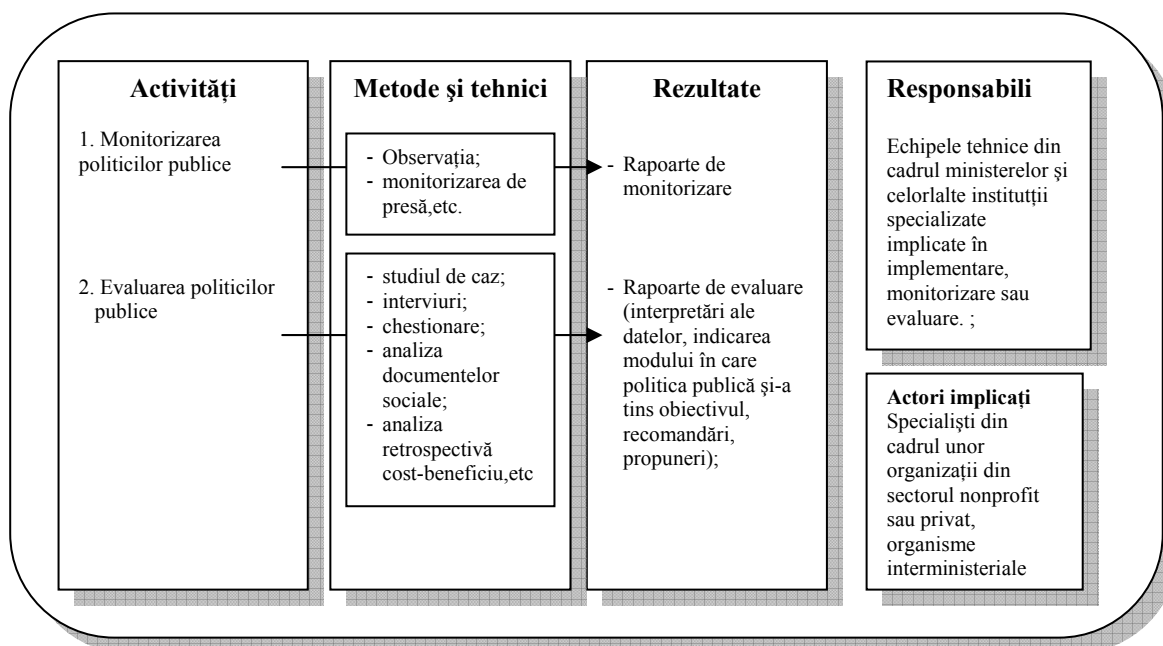 Activități
1. Monitorizarea
politicilor publice
2. Evaluarea politicilor
publice
Metode şi tehnici
- Observația;
- monitorizarea de
presă,etc.
- studiul de caz;
- interviuri;
- chestionare;
- analiza
documentelor
sociale;
- analiza
retrospectivă
cost-beneficiu,etc
Rezultate
- Rapoarte de
monitorizare
- Rapoarte de evaluare
(interpretări ale
datelor, indicarea
modului în care
politica publică şi-a
tins obiectivul,
recomandări,
propuneri);
Responsabili
Echipele tehnice din
cadrul ministerelor şi
celorlalte instituții
specializate
implicate în
implementare,
monitorizare sau
evaluare. ;
Actori implicați
Specialişti din
cadrul unor
organizații din
sectorul nonprofit
sau privat,
organisme
interministeriale